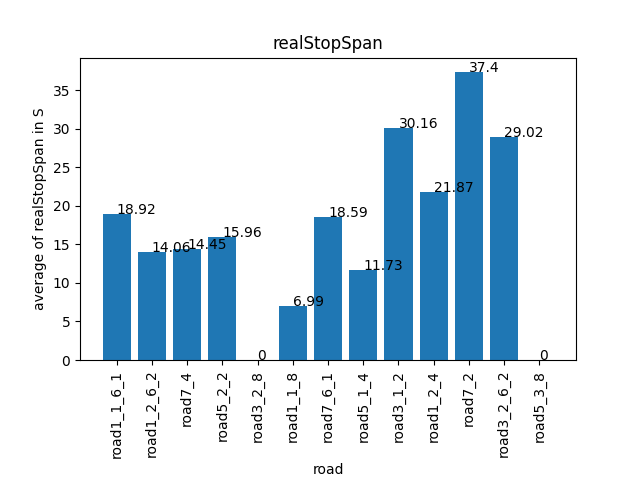 realStopSpan
average of realStopSpan in S
35
30
25
20
15
10
5
0
18.92
14.06
14.45
15.96
0
6.99
18.59
11.73
30.16
21.87
37.4
29.02
0
road1_1_6_1
road1_2_6_2
road7_4
road5_2_2
road3_2_8
road1_1_8
road7_6_1
road5_1_4
road3_1_2
road1_2_4
road7_2
road3_2_6_2
road5_3_8
road